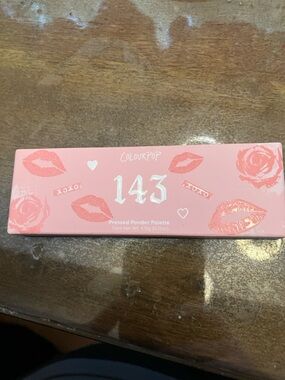 COLOURPOP
xoxo
143
xoxo
Pressed Powder Palette